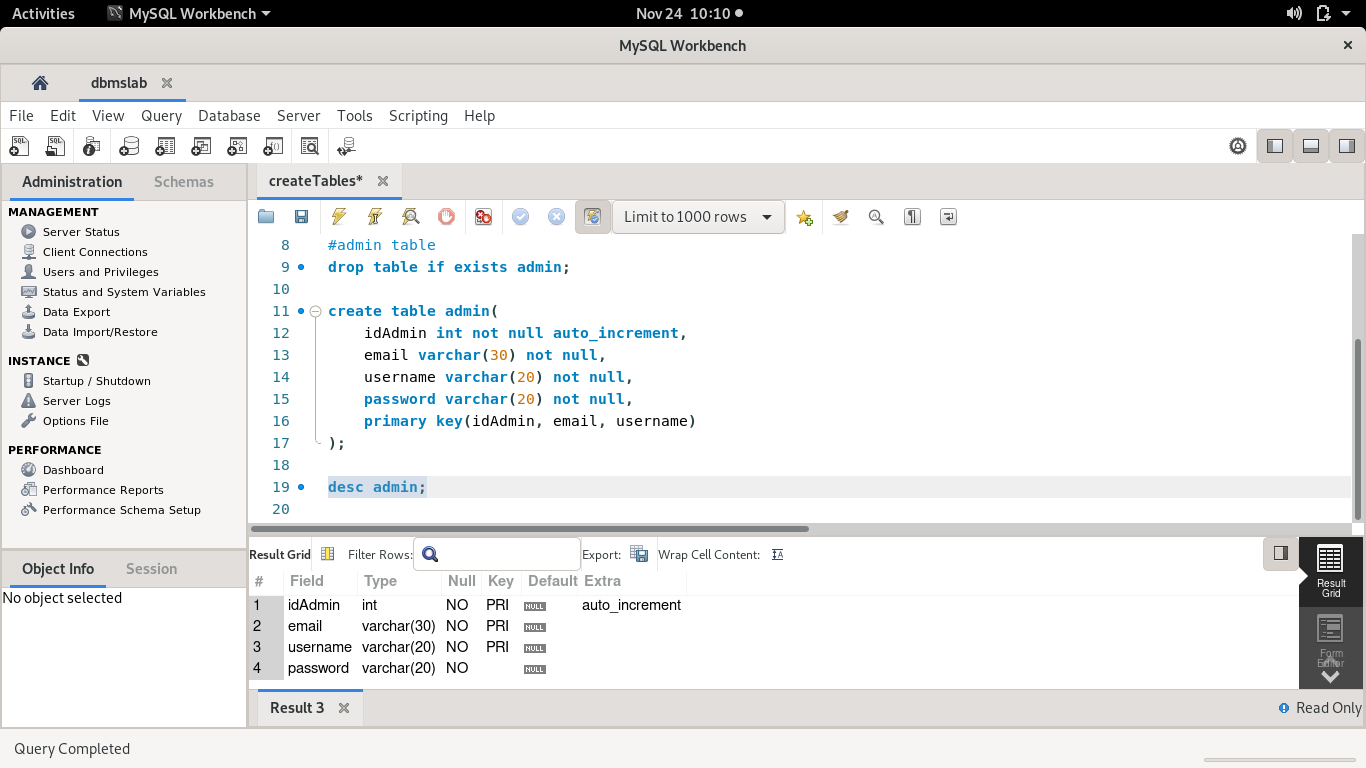 Activities MySQL Workbench Nov 24 10:10
MySQL Workbench
dbmslab
File Edit View Query Database Server Tools Scripting Help
Administration Schemas
MANAGEMENT
Server Status
Client Connections
Users and Privileges
Status and System Variables
Data Export
Data Import/Restore
INSTANCE
Startup / Shutdown
Server Logs
Options File
PERFORMANCE
Dashboard
Performance Reports
Performance Schema Setup
Object Info Session
No object selected
createTables*
Limit to 1000 rows
8 #admin table
9 drop table if exists admin;
10
11 create table admin(
12 idAdmin int not null auto_increment,
13 email varchar(30) not null,
14 username varchar(20) not null,
15 password varchar(20) not null,
16 primary key(idAdmin, email, username)
17 );
18
19 desc admin;
20
Result Grid Filter Rows: Export: Wrap Cell Content: IA
# Field Type Null Key Default Extra
1 idAdmin int NO PRI NULL auto_increment
2 email varchar(30) NO PRI NULL
3 username varchar(20) NO PRI NULL
4 password varchar(20) NO NULL
Result
Grid
Form
Editor
Result 3
Read Only
Query Completed